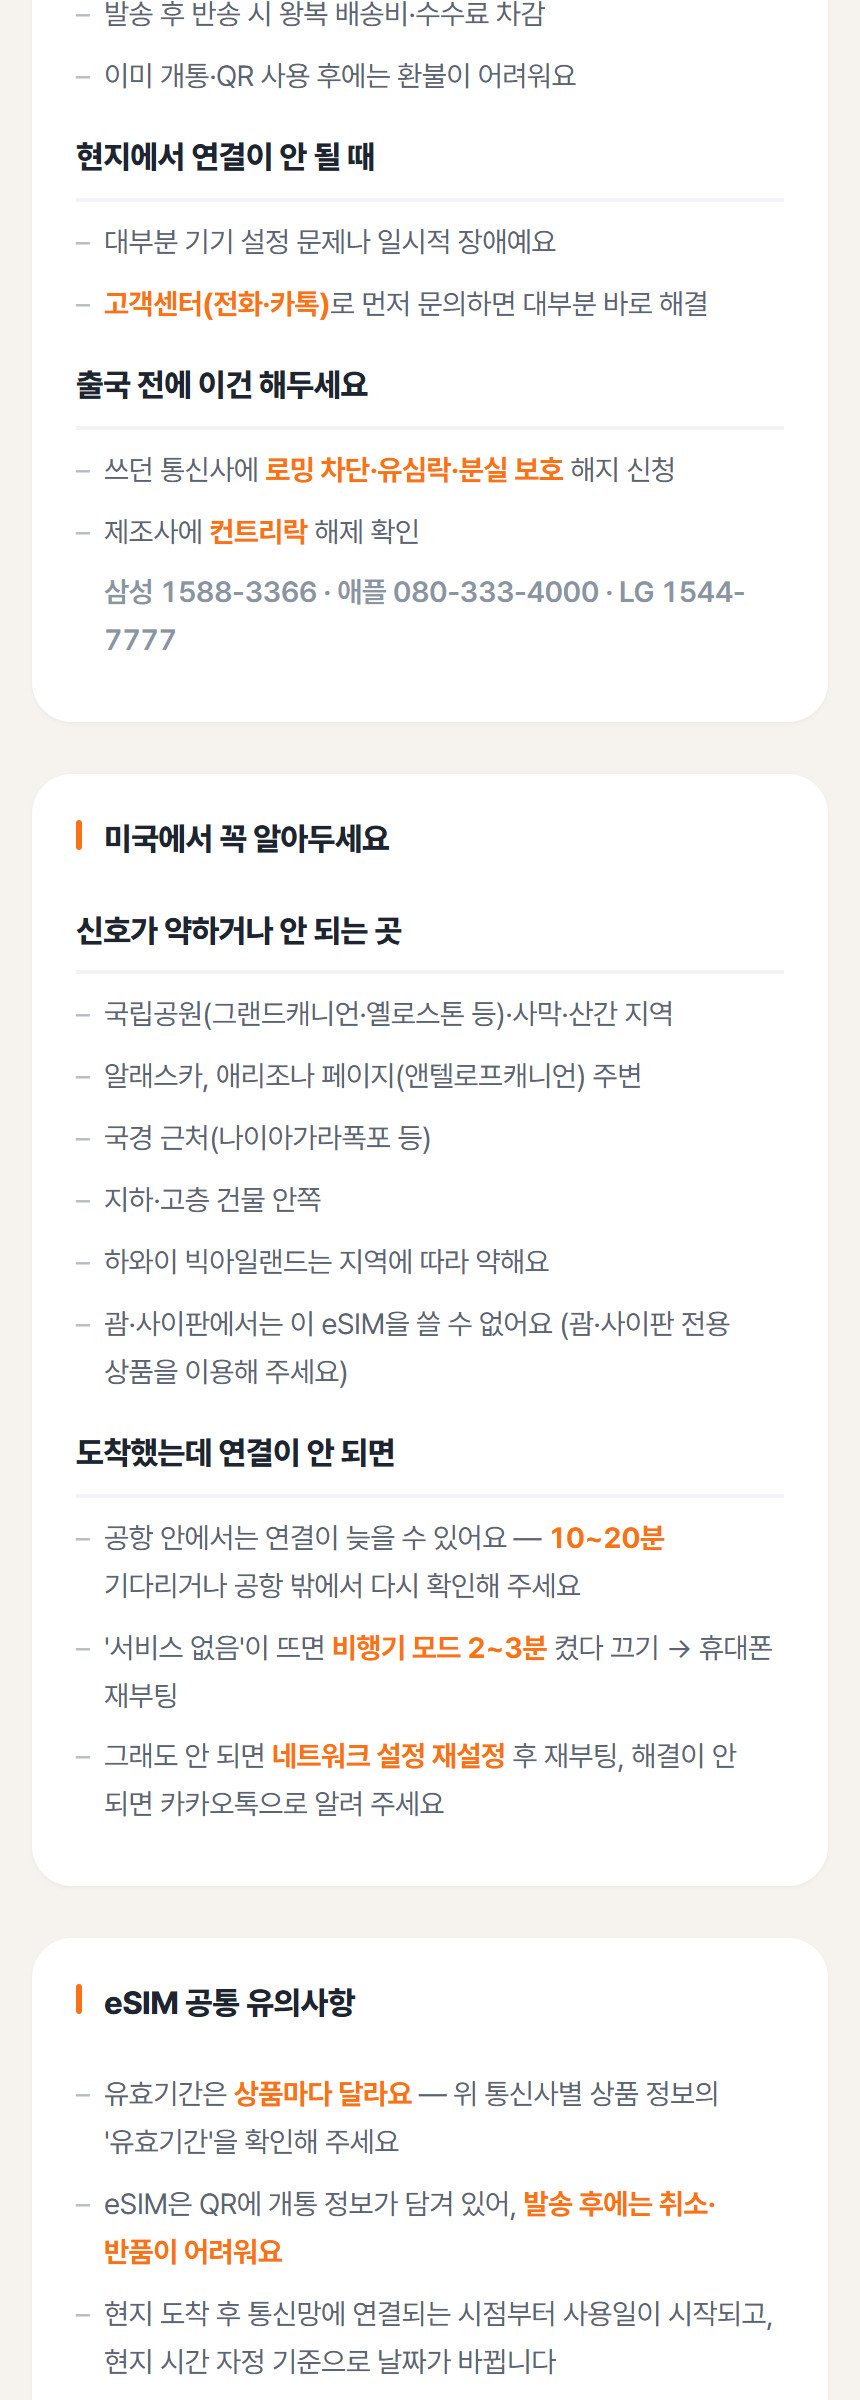 – 발송 후 반송 시 왕복 배송비·수수료 차감
– 이미 개통·QR 사용 후에는 환불이 어려워요
현지에서 연결이 안 될 때
– 대부분 기기 설정 문제나 일시적 장애예요
– 고객센터(전화·카톡)로 먼저 문의하면 대부분 바로 해결
출국 전에 이건 해두세요
– 쓰던 통신사에 로밍 차단·유심락·분실 보호 해지 신청
– 제조사에 컨트리락 해제 확인
삼성 1588-3366 · 애플 080-333-4000 · LG 1544-
7777
미국에서 꼭 알아두세요
신호가 약하거나 안 되는 곳
– 국립공원(그랜드캐니언·옐로스톤 등)·사막·산간 지역
– 알래스카, 애리조나 페이지(앤텔로프캐니언) 주변
– 국경 근처(나이아가라폭포 등)
– 지하·고층 건물 안쪽
– 하와이 빅아일랜드는 지역에 따라 약해요
– 괌·사이판에서는 이 eSIM을 쓸 수 없어요 (괌·사이판 전용
상품을 이용해 주세요)
도착했는데 연결이 안 되면
– 공항 안에서는 연결이 늦을 수 있어요 — 10~20분
기다리거나 공항 밖에서 다시 확인해 주세요
– '서비스 없음'이 뜨면 비행기 모드 2~3분 켰다 끄기 → 휴대폰
재부팅
– 그래도 안 되면 네트워크 설정 재설정 후 재부팅, 해결이 안
되면 카카오톡으로 알려 주세요
eSIM 공통 유의사항
– 유효기간은 상품마다 달라요 — 위 통신사별 상품 정보의
'유효기간'을 확인해 주세요
– eSIM은 QR에 개통 정보가 담겨 있어, 발송 후에는 취소·
반품이 어려워요
– 현지 도착 후 통신망에 연결되는 시점부터 사용일이 시작되고,
현지 시간 자정 기준으로 날짜가 바뀝니다